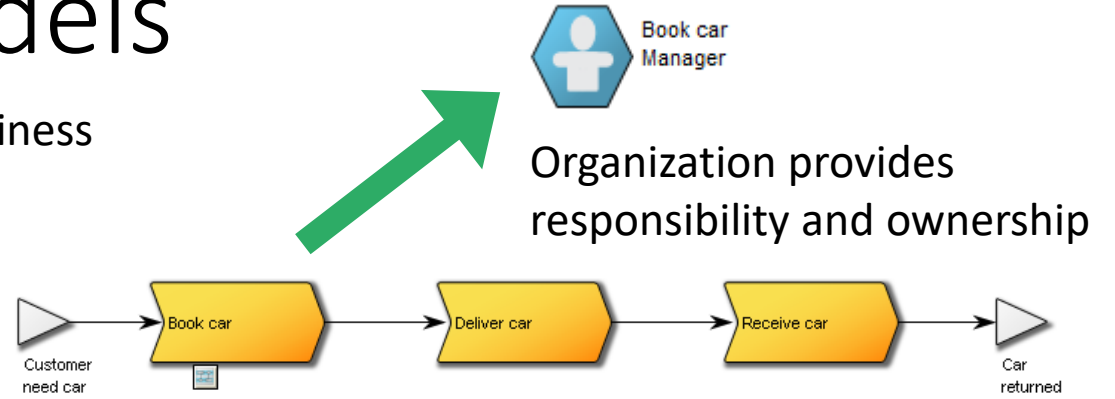 dels
iness
Book car
Manager
Organization provides
responsibility and ownership
Book car
Deliver car
Receive car
Customer
need car
Car
returned